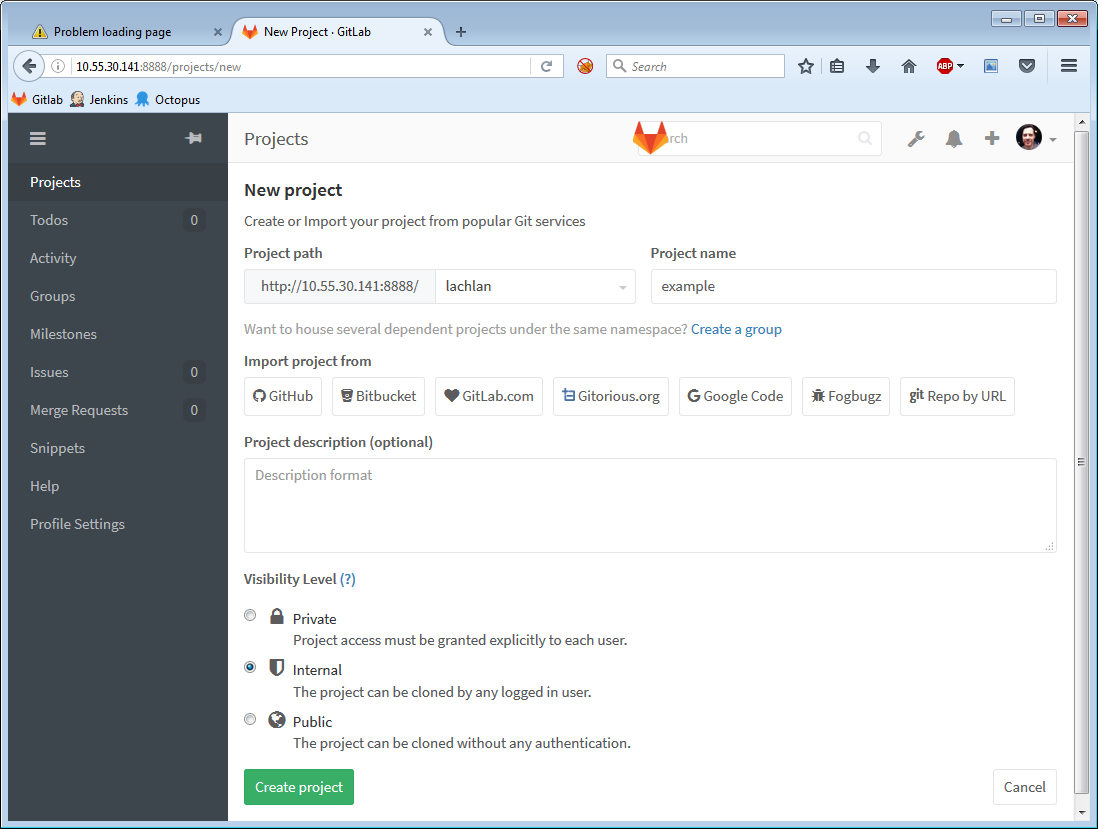 Problem loading page
New Project · GitLab
10.55.30.141:8888/projects/new
Search
ABP
Gitlab
Jenkins
Octopus
Projects
Todos 0
Activity
Groups
Milestones
Issues 0
Merge Requests 0
Snippets
Help
Profile Settings
Projects
rch
New project
Create or Import your project from popular Git services
Project path
Project name
http://10.55.30.141:8888/
lachlan
example
Want to house several dependent projects under the same namespace? Create a group
Import project from
GitHub
Bitbucket
GitLab.com
Gitorious.org
Google Code
Fogbugz
git Repo by URL
Project description (optional)
Description format
Visibility Level (?)
Private
Project access must be granted explicitly to each user.
Internal
The project can be cloned by any logged in user.
Public
The project can be cloned without any authentication.
Create project
Cancel